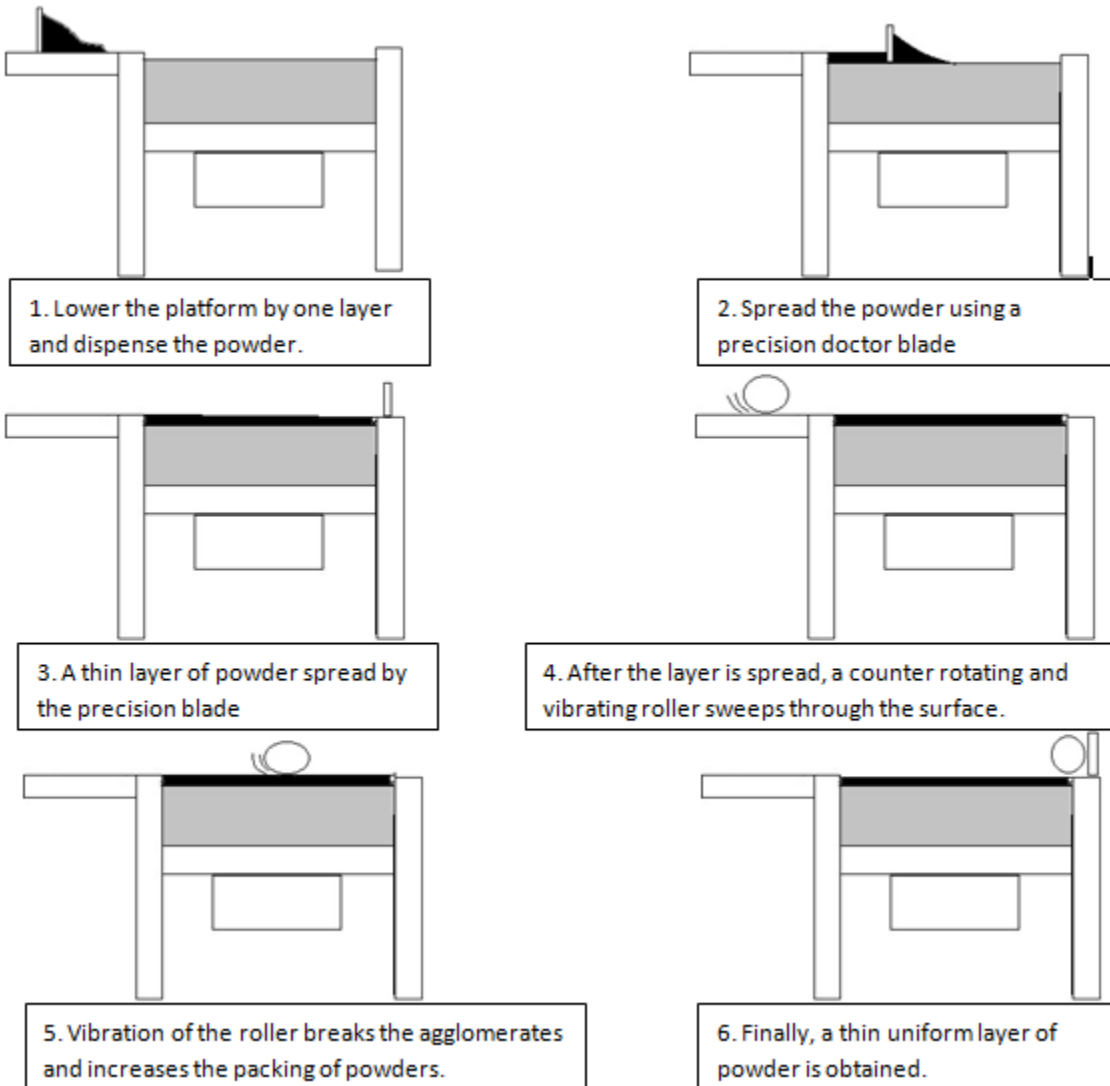 1. Lower the platform by one layer
and dispense the powder.
2. Spread the powder using a
precision doctor blade
3. A thin layer of powder spread by
the precision blade
4. After the layer is spread, a counter rotating and
vibrating roller sweeps through the surface.
5. Vibration of the roller breaks the agglomerates
and increases the packing of powders.
6. Finally, a thin uniform layer of
powder is obtained.